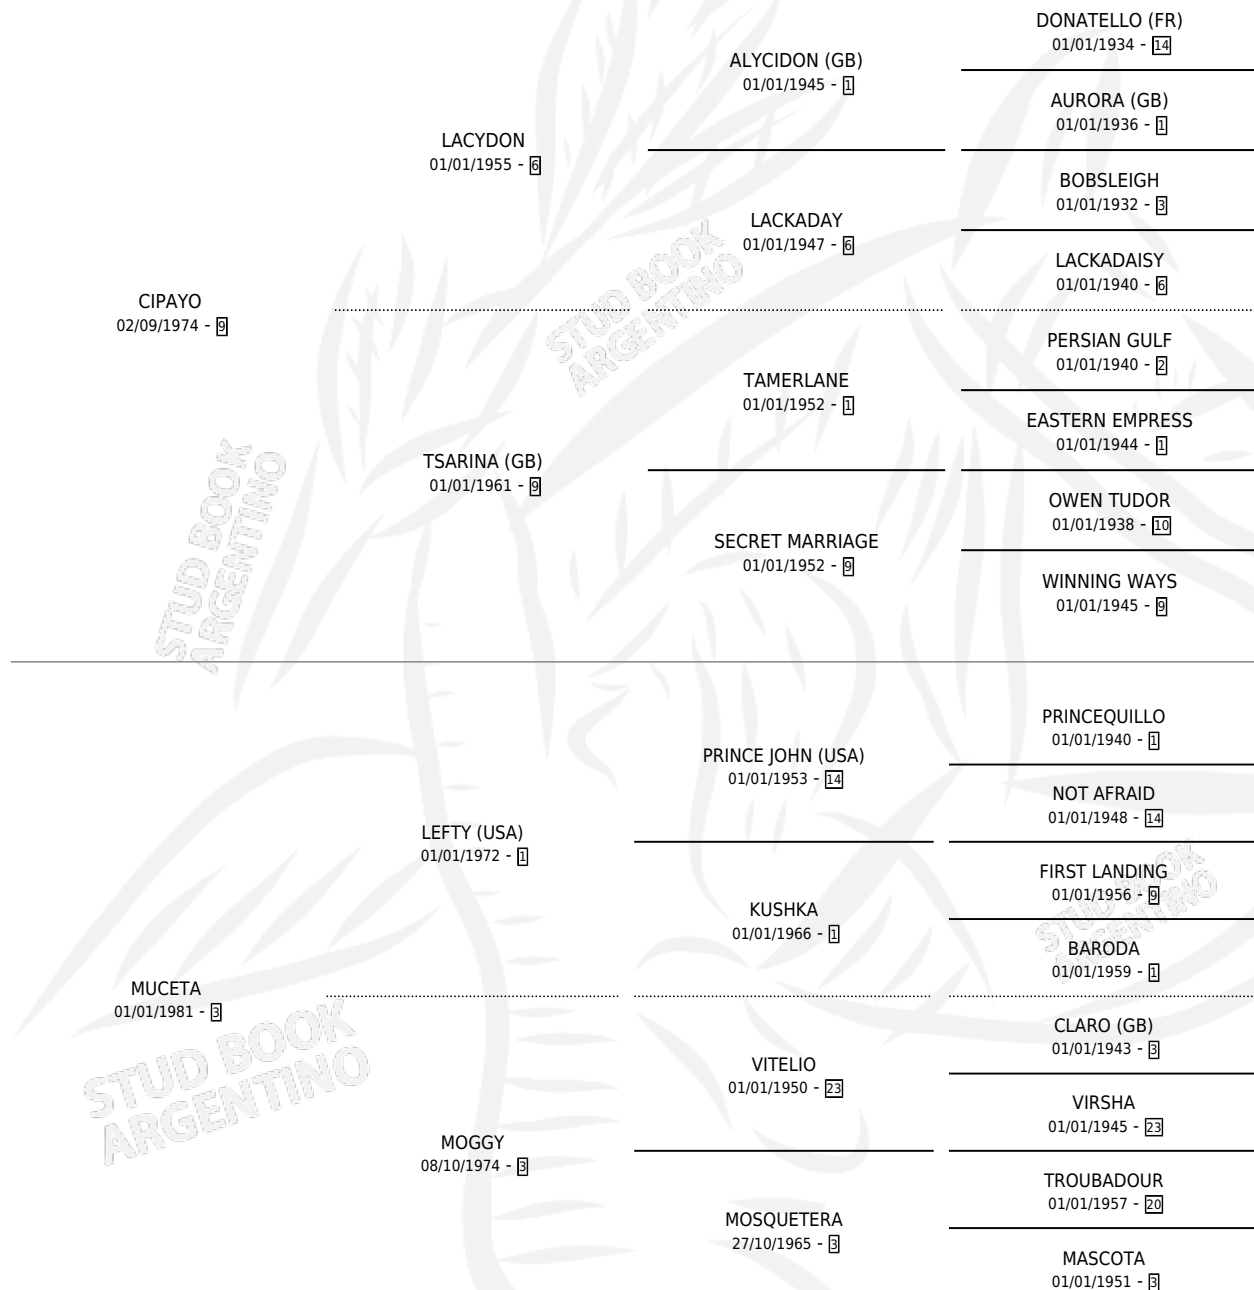 DONATELLO (FR)
01/01/1934 - 14
ALYCIDON (GB)
01/01/1945 - 1
AURORA (GB)
01/01/1936 - 1
LACYDON
01/01/1955 - 6
BOBSLEIGH
01/01/1932 - 3
LACKADAY
01/01/1947 - 6
LACKADAISY
01/01/1940 - 6
CIPAYO
02/09/1974 - 9
PERSIAN GULF
01/01/1940 - 2
TAMERLANE
01/01/1952 - 1
EASTERN EMPRESS
01/01/1944 - 1
TSARINA (GB)
01/01/1961 - 9
OWEN TUDOR
01/01/1938 - 10
SECRET MARRIAGE
01/01/1952 - 9
WINNING WAYS
01/01/1945 - 9
PRINCEQUILLO
01/01/1940 - 1
PRINCE JOHN (USA)
01/01/1953 - 14
NOT AFRAID
01/01/1948 - 14
LEFTY (USA)
01/01/1972 - 1
FIRST LANDING
01/01/1956 - 9
KUSHKA
01/01/1966 - 1
BARODA
01/01/1959 - 1
MUCETA
01/01/1981 - 3
CLARO (GB)
01/01/1943 - 3
VITELIO
01/01/1950 - 23
VIRSHA
01/01/1945 - 23
MOGGY
08/10/1974 - 3
TROUBADOUR
01/01/1957 - 20
MOSQUETERA
27/10/1965 - 3
MASCOTA
01/01/1951 - 3
STUD BOOK
ARGENTINO
STUD BOOK
ARGENTINO
STUD BOOK
ARGENTINO
STUD BOOK
ARGENTINO